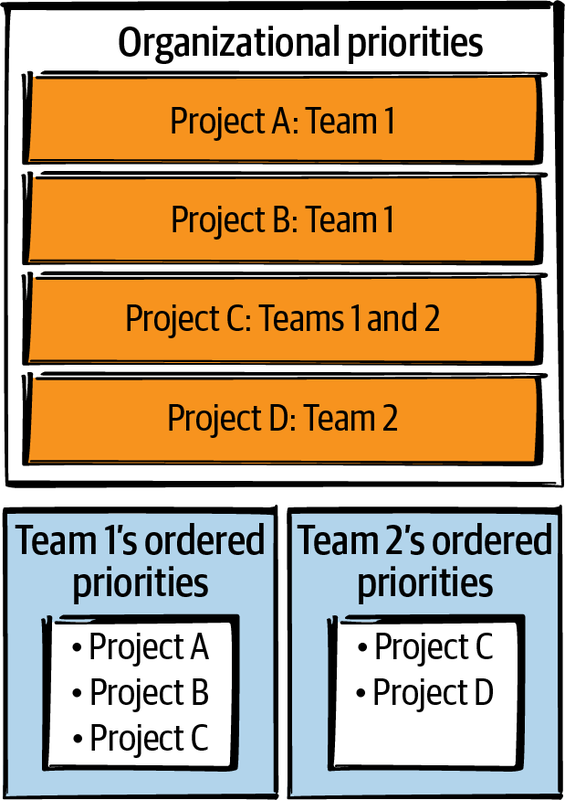 Organizational priorities
Project A: Team 1
Project B: Team 1
Project C: Teams 1 and 2
Project D: Team 2
Team 1's ordered
priorities
• Project A
• Project B
• Project C
Team 2's ordered
priorities
• Project C
• Project D